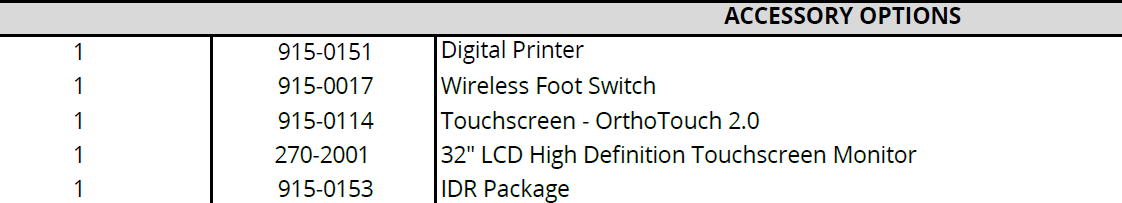 ACCESSORY OPTIONS
1 915-0151 Digital Printer
1 915-0017 Wireless Foot Switch
1 915-0114 Touchscreen - OrthoTouch 2.0
1 270-2001 32" LCD High Definition Touchscreen Monitor
1 915-0153 IDR Package